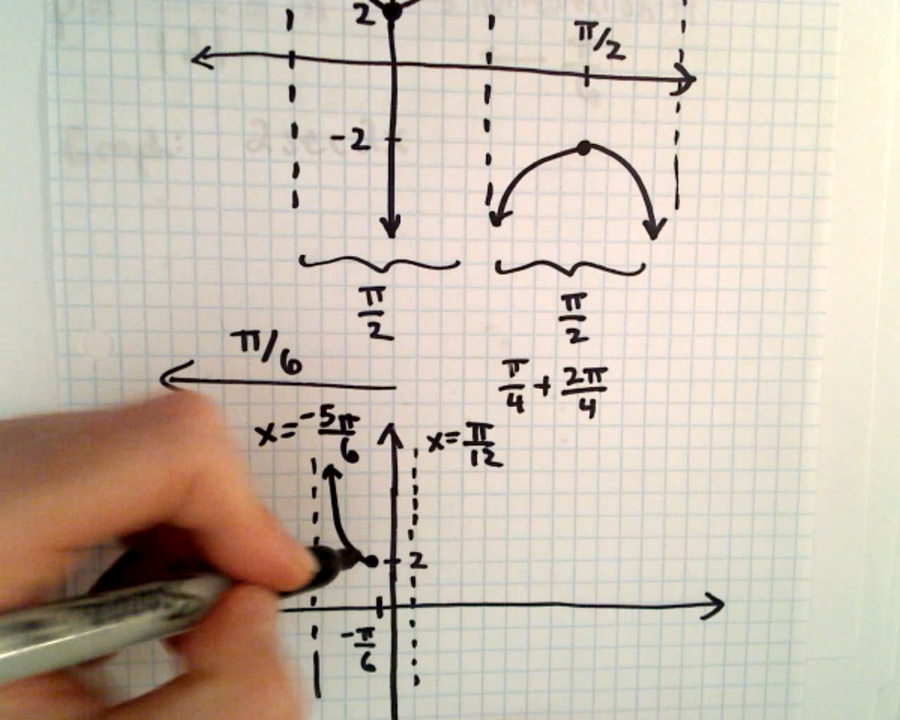 2
π/2
-2
π/2
π/2
π/6
π/4 + 2π/4
x = -5π/6
x = π/12
2
-π/6